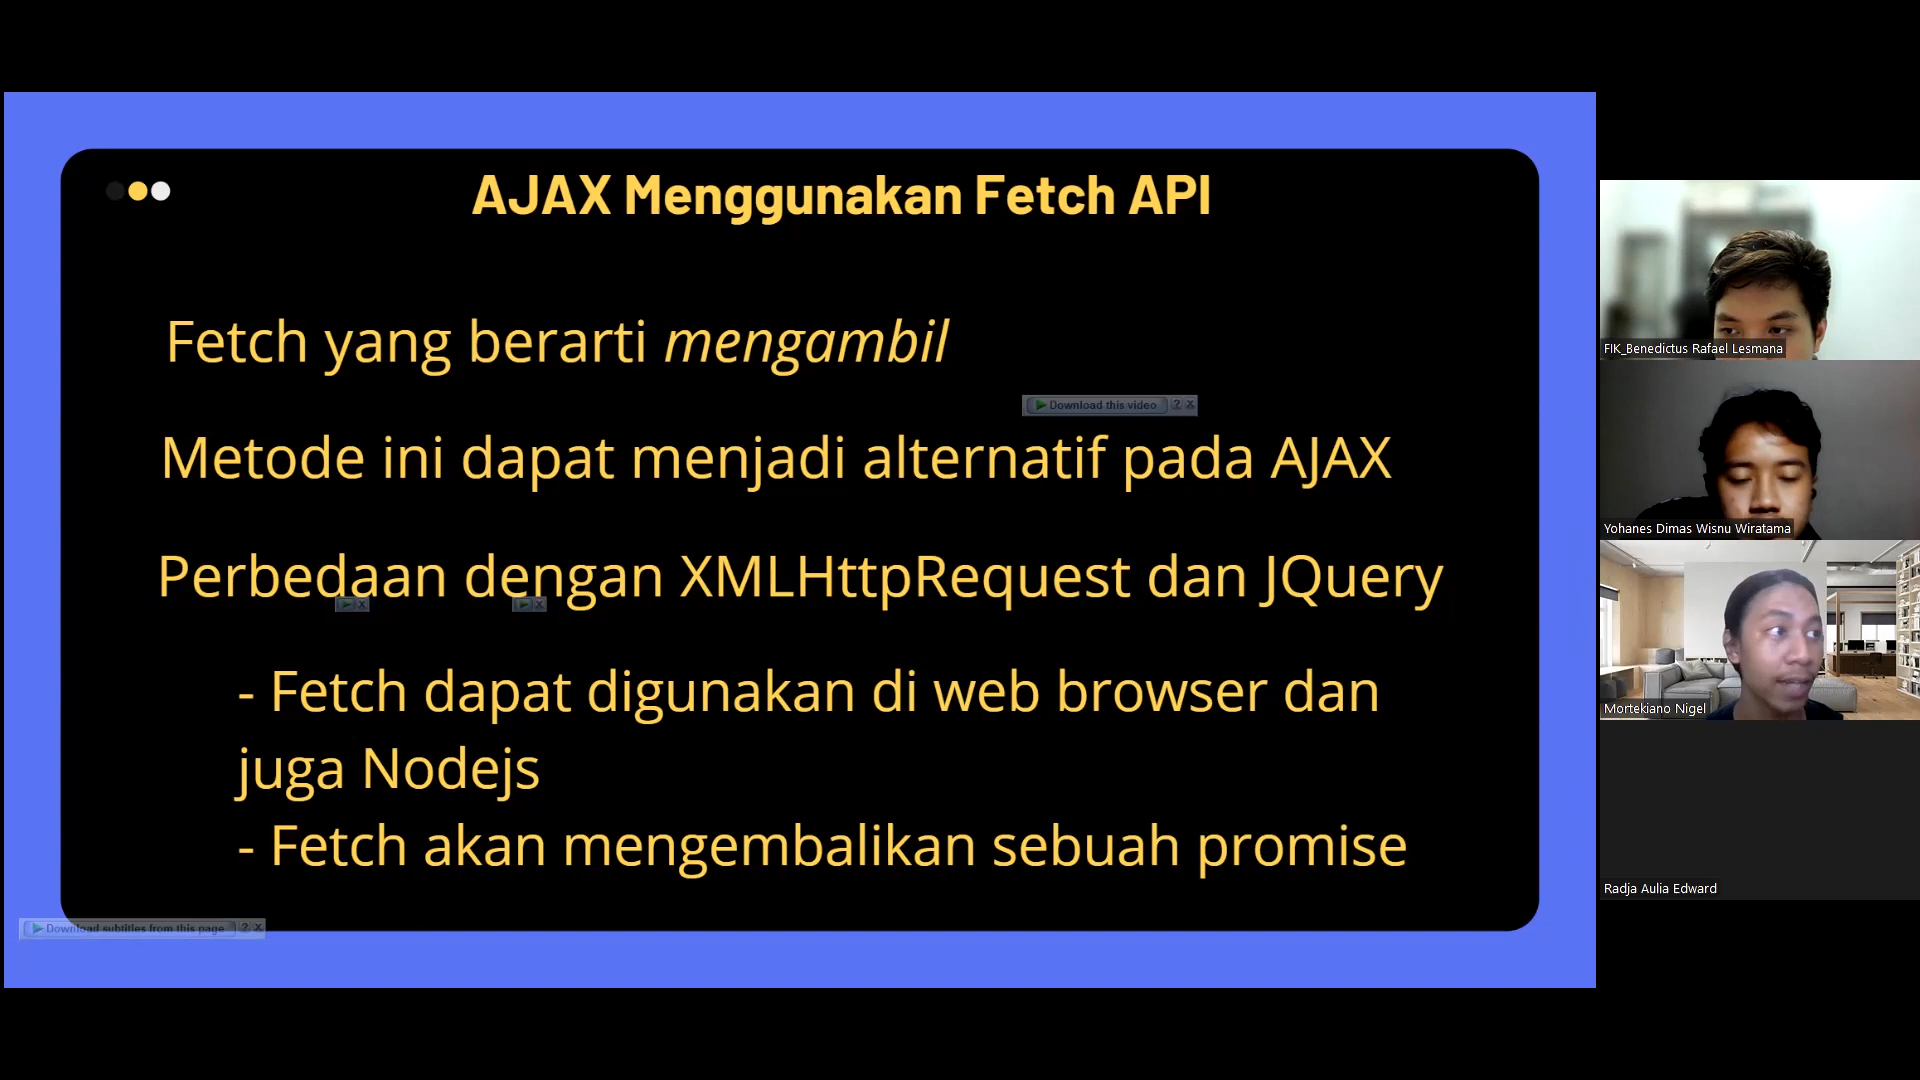 AJAX Menggunakan Fetch API
Fetch yang berarti mengambil
Download this video ? X
Metode ini dapat menjadi alternatif pada AJAX
Perbedaan dengan XMLHttpRequest dan JQuery
X
X
- Fetch dapat digunakan di web browser dan
juga Nodejs
- Fetch akan mengembalikan sebuah promise
Download subtitles from this page ? X
FIK_Benedictus Rafael Lesmana
Yohanes Dimas Wisnu Wiratama
Mortekiano Nigel
Radja Aulia Edward